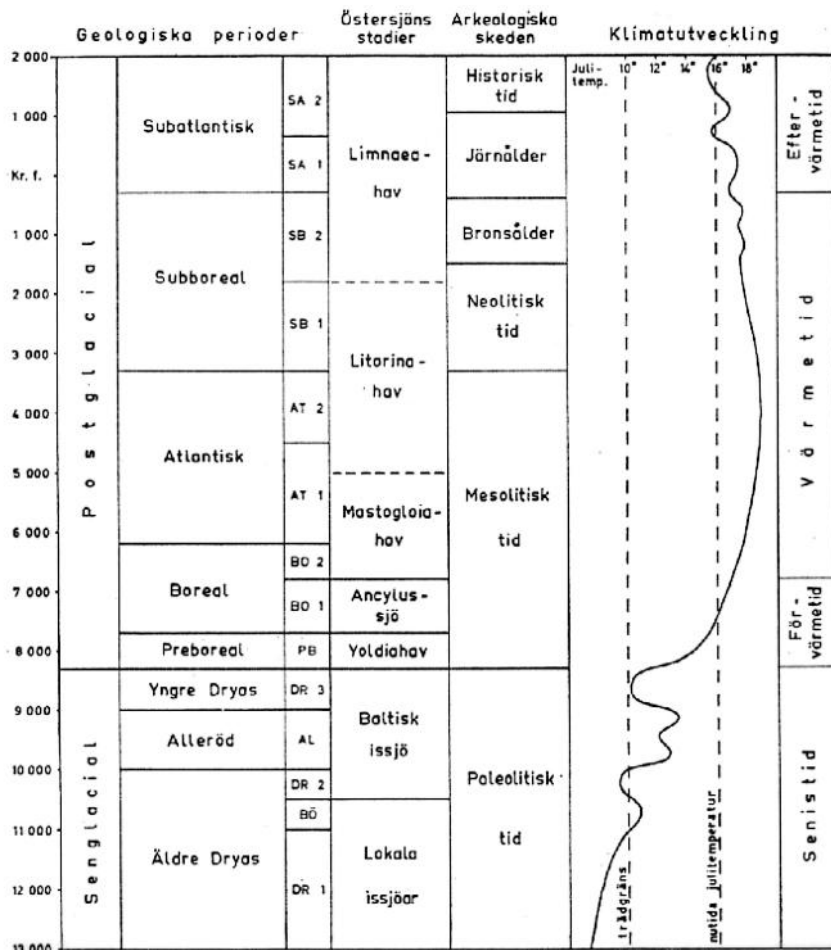 Geologiska perioder
Östersjöns stadier
Arkeologiska skeden
Klimatutveckling
2 000
1 000
Kr. f.
1 000
2 000
3 000
4 000
5 000
6 000
7 000
8 000
9 000
10 000
11 000
12 000
13 000
Postglacial
Senglacial
Subatlantisk
Subboreal
Atlantisk
Boreal
Preboreal
Yngre Dryas
Alleröd
Äldre Dryas
SA 2
SA 1
SB 2
SB 1
AT 2
AT 1
BO 2
BO 1
PB
DR 3
AL
DR 2
BÖ
DR 1
Limnaea-
hav
Litorina-
hav
Mastogloia-
hav
Ancylus-
sjö
Yoldiahav
Baltisk
issjö
Lokala
issjöar
Historisk
tid
Järnålder
Bronsålder
Neolitisk
tid
Mesolitisk
tid
Paleolitisk
tid
Juli-
temp.
10° 12° 14° 16° 18°
trädgräns
nutida julitemperatur
Efter-
värmetid
Värmetid
För-
värmetid
Senistid